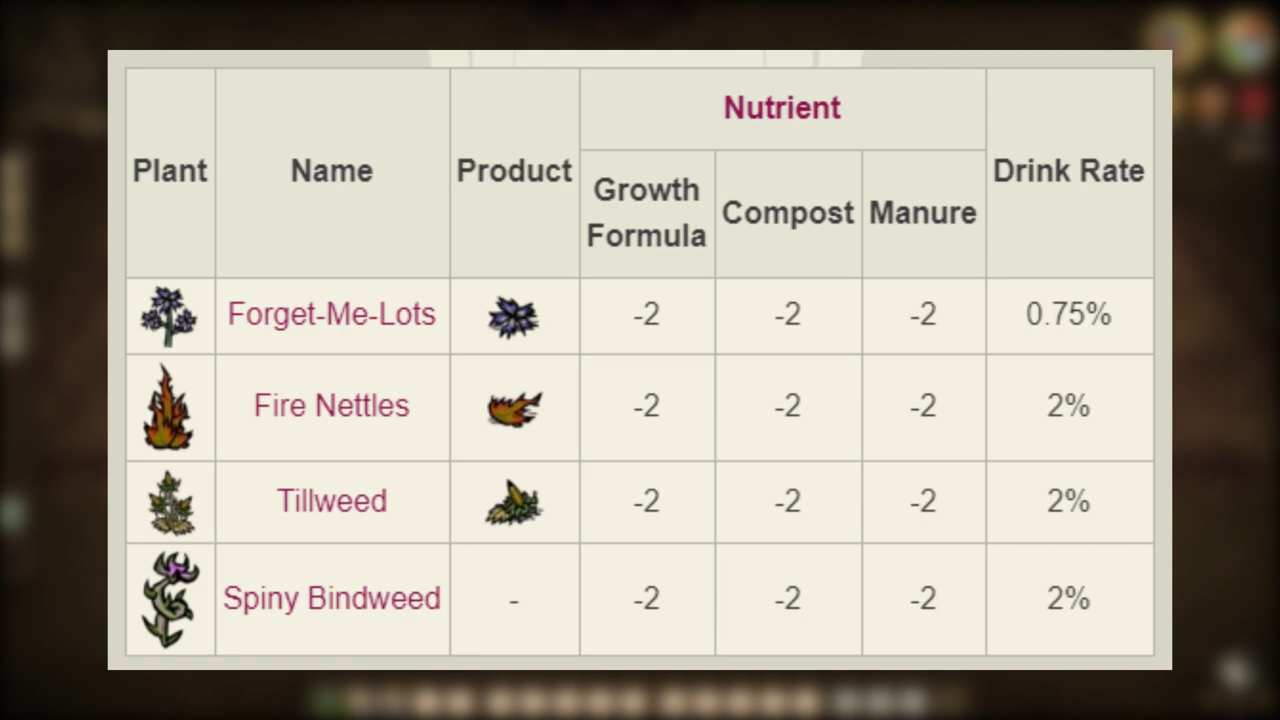 Plant Name Product Nutrient Drink Rate
Growth Formula Compost Manure
Forget-Me-Lots -2 -2 -2 0.75%
Fire Nettles -2 -2 -2 2%
Tillweed -2 -2 -2 2%
Spiny Bindweed - -2 -2 -2 2%